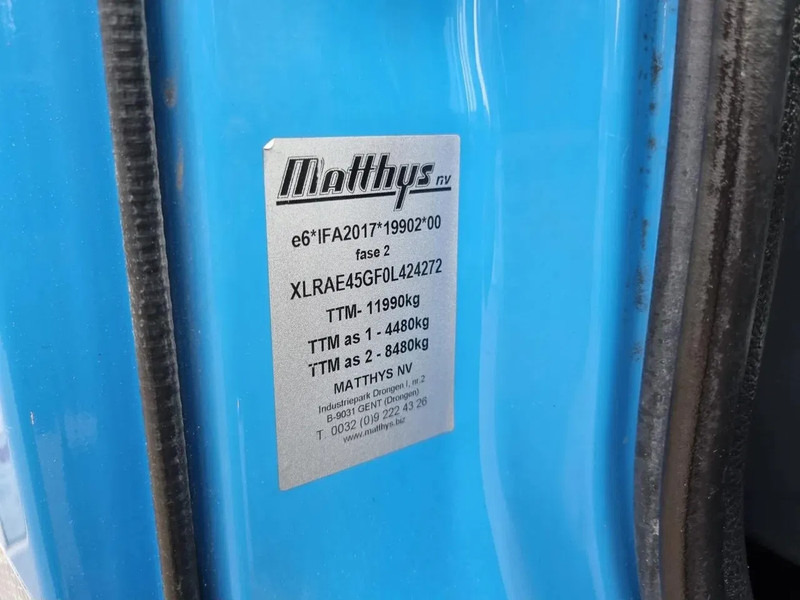 Matthys nv
e6*IFA2017*19902*00
fase 2
XLRAE45GF0L424272
TTM- 11990kg
TTM as 1 - 4480kg
TTM as 2 - 8480kg
MATTHYS NV
Industriepark Drongen I, nr.2
B-9031 GENT (Drongen)
T 0032 (0)9 222 43 26
www.matthys.biz